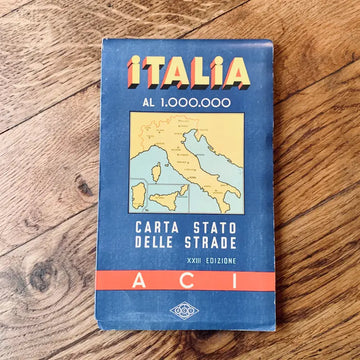 iTALiA
AL 1.000.000
CARTA STATO
DELLE STRADE
XXIII EDIZIONE
A C I